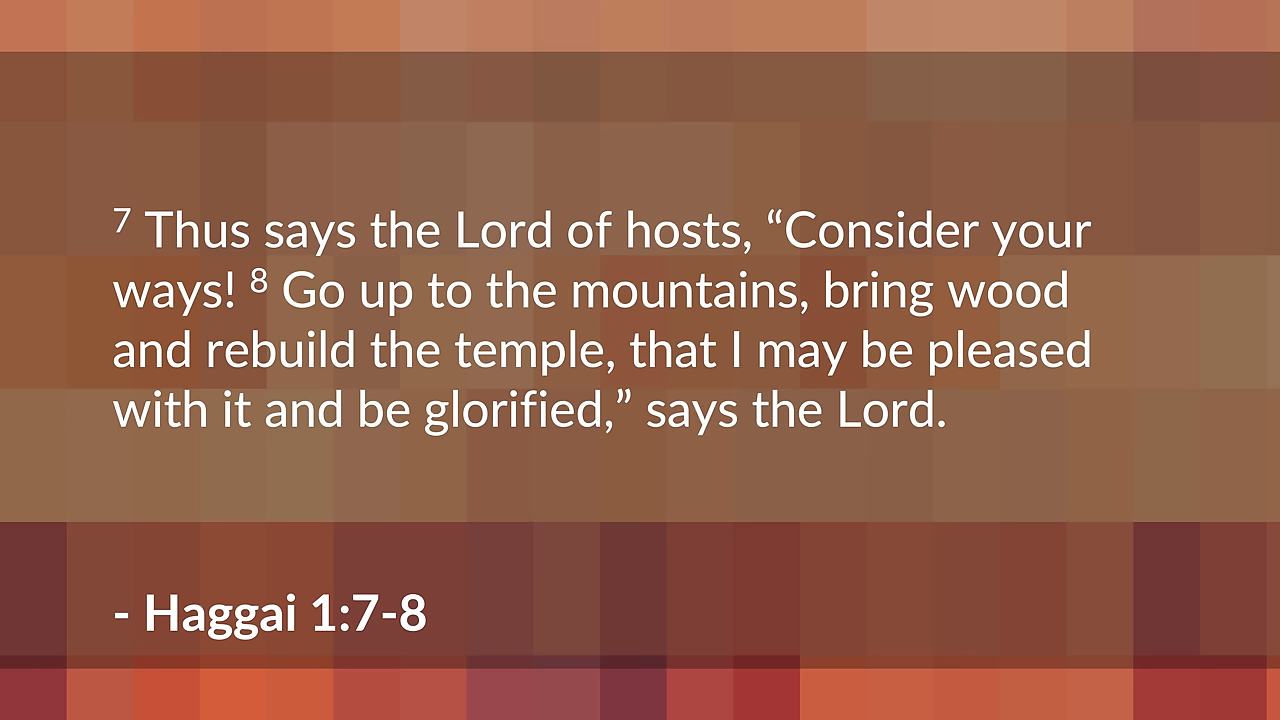 7 Thus says the Lord of hosts, “Consider your
ways! 8 Go up to the mountains, bring wood
and rebuild the temple, that I may be pleased
with it and be glorified,” says the Lord.
- Haggai 1:7-8